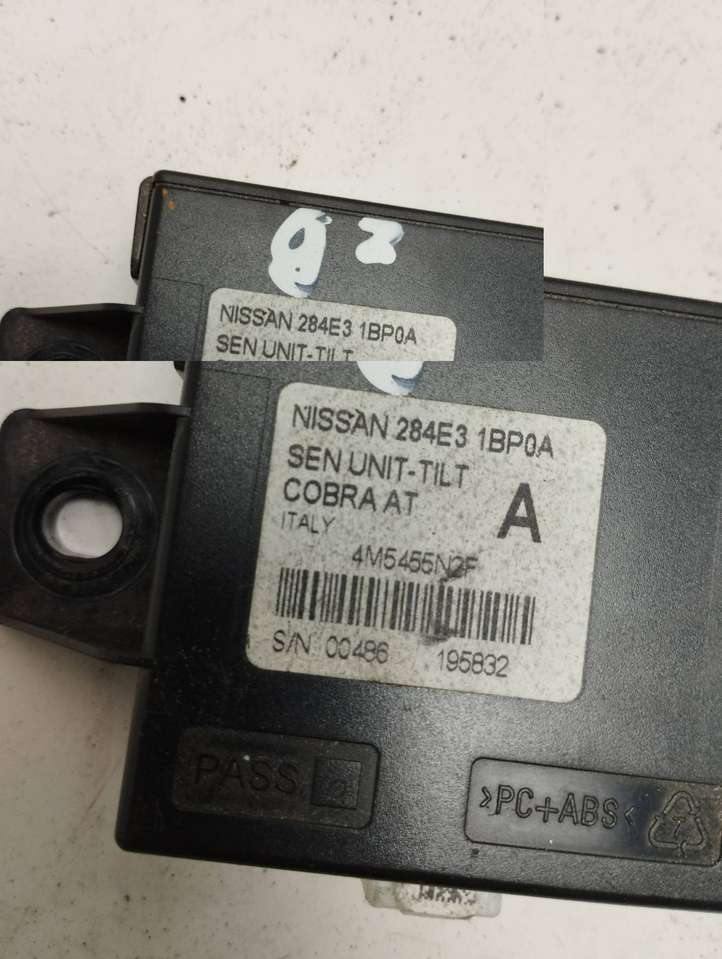 NISSAN 284E3 1BP0A
SEN UNIT-TILT
NISSAN 284E3 1BP0A
SEN UNIT-TILT
COBRA AT
A
ITALY
4M5455N2F
S/N 00486 195832
PASS
>PC+ABS<
7